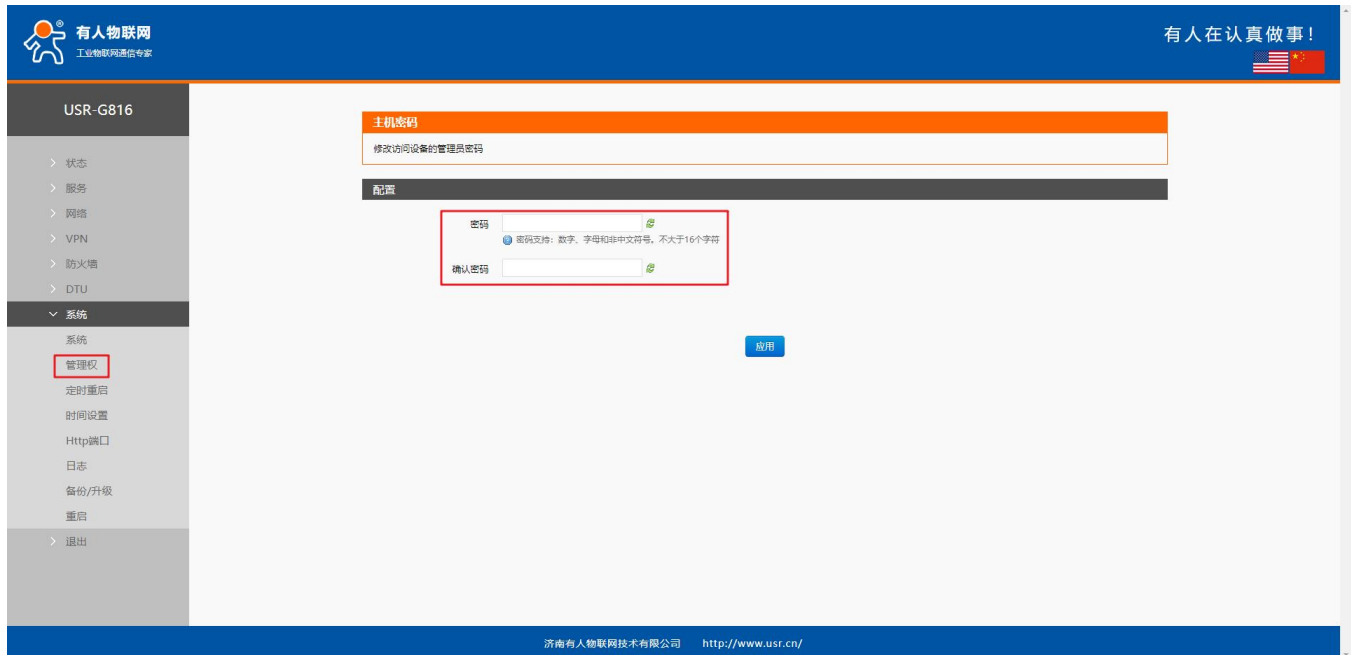 有人物联网
工业物联网通信专家
有人在认真做事！
USR-G816
状态
服务
网络
VPN
防火墙
DTU
系统
系统
管理权
定时重启
时间设置
Http端口
日志
备份/升级
重启
退出
主机密码
修改访问设备的管理员密码
配置
密码
密码支持：数字、字母和非中文符号。不大于16个字符
确认密码
应用
济南有人物联网技术有限公司 http://www.usr.cn/